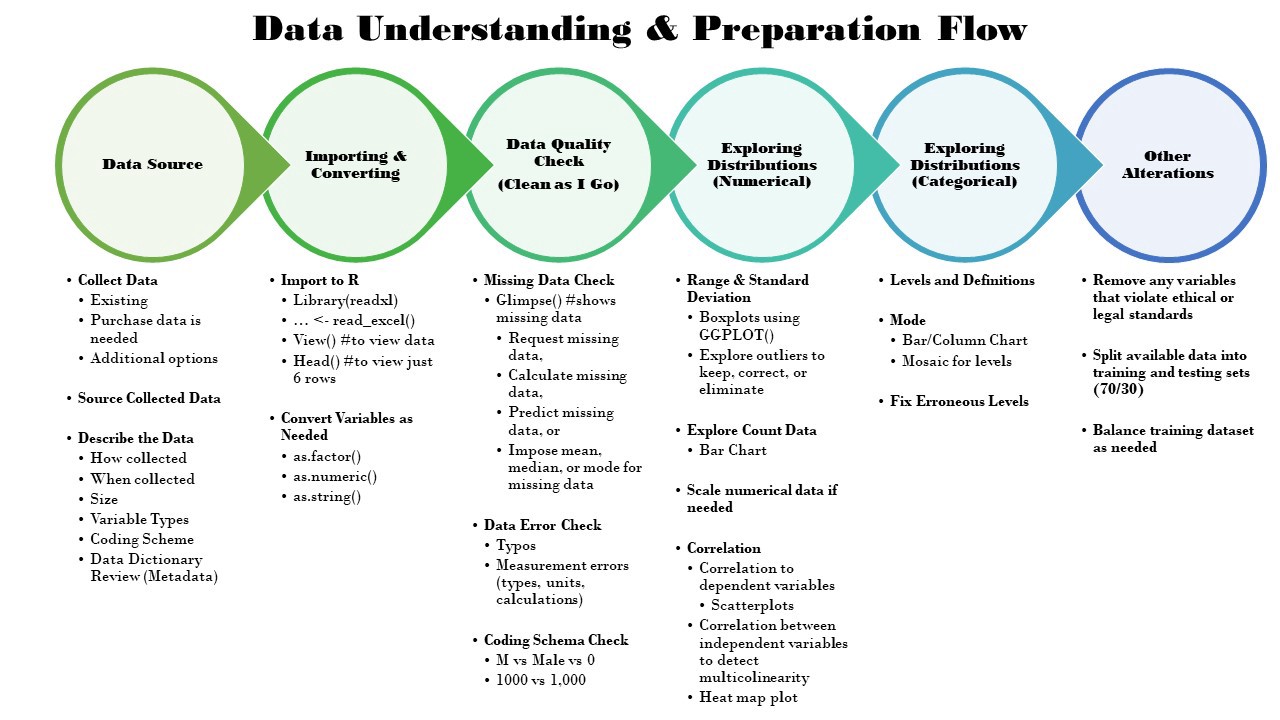 Data Understanding & Preparation Flow
Data Source
• Collect Data
• Existing
• Purchase data is
needed
• Additional options
• Source Collected Data
• Describe the Data
• How collected
• When collected
• Size
• Variable Types
• Coding Scheme
• Data Dictionary
Review (Metadata)
Importing &
Converting
• Import to R
• Library(readxl)
• ... <- read_excel()
• View() #to view data
• Head() #to view just
6 rows
• Convert Variables as
Needed
• as.factor()
• as.numeric()
• as.string()
Data Quality
Check
(Clean as I Go)
• Missing Data Check
• Glimpse() #shows
missing data
• Request missing
data,
• Calculate missing
data,
• Predict missing
data, or
• Impose mean,
median, or mode for
missing data
• Data Error Check
• Typos
• Measurement errors
(types, units,
calculations)
• Coding Schema Check
• M vs Male vs 0
• 1000 vs 1,000
Exploring
Distributions
(Numerical)
• Range & Standard
Deviation
• Boxplots using
GGPLOT()
• Explore outliers to
keep, correct, or
eliminate
• Explore Count Data
• Bar Chart
• Scale numerical data if
needed
• Correlation
• Correlation to
dependent variables
• Scatterplots
• Correlation between
independent variables
to detect
multicolinearity
• Heat map plot
Exploring
Distributions
(Categorical)
• Levels and Definitions
• Mode
• Bar/Column Chart
• Mosaic for levels
• Fix Erroneous Levels
Other
Alterations
• Remove any variables
that violate ethical or
legal standards
• Split available data into
training and testing sets
(70/30)
• Balance training dataset
as needed